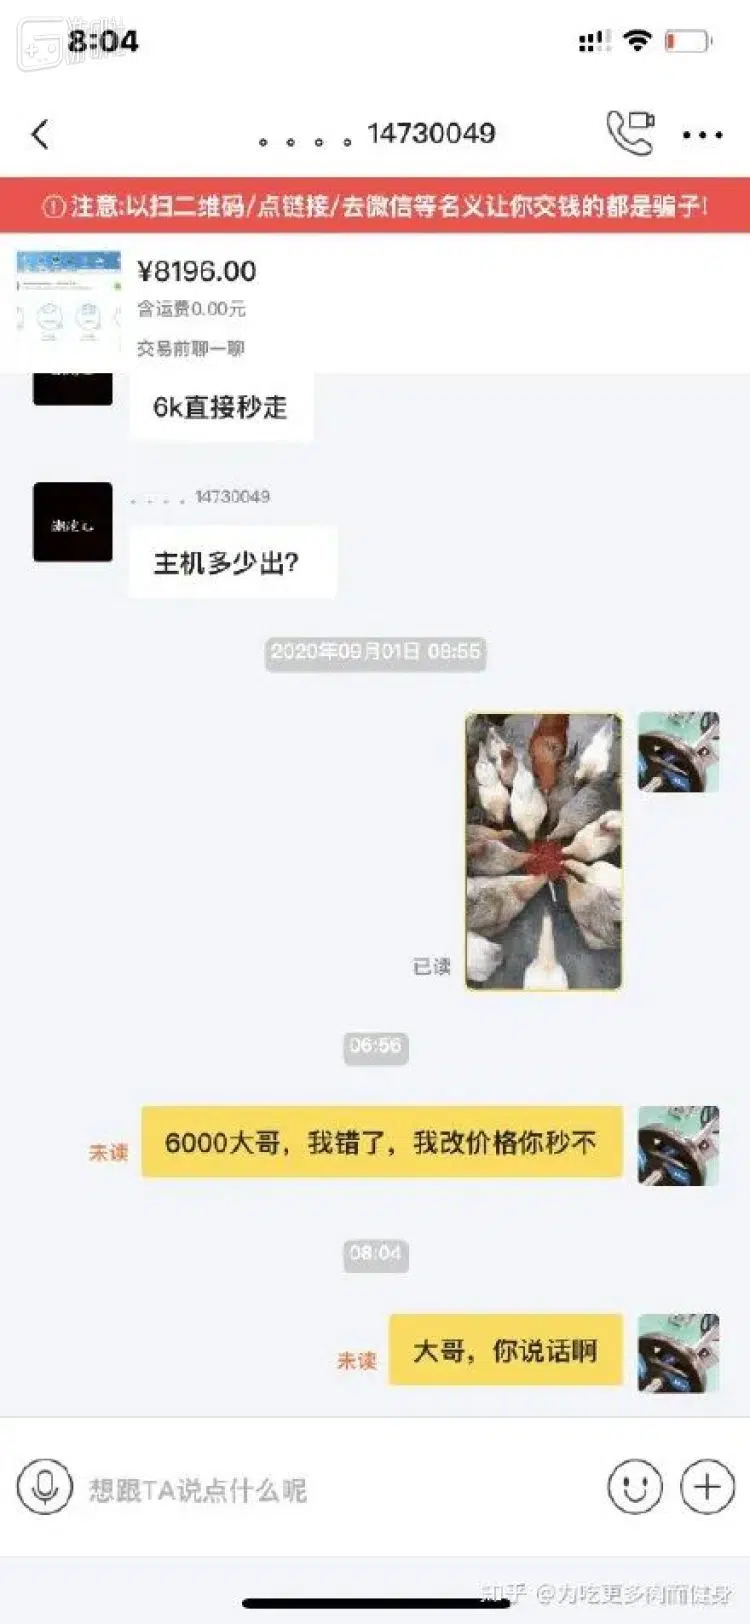 游研社
8:04
。。。。14730049
注意:以扫二维码/点链接/去微信等名义让你交钱的都是骗子!
¥8196.00
含运费0.00元
交易前聊一聊
6k直接秒走
. . . . 14730049
主机多少出?
2020年09月01日 06:55
已读
06:56
未读
6000大哥，我错了，我改价格你秒不
08:04
未读
大哥，你说话啊
想跟TA说点什么呢
知乎 @为吃更多肉而健身